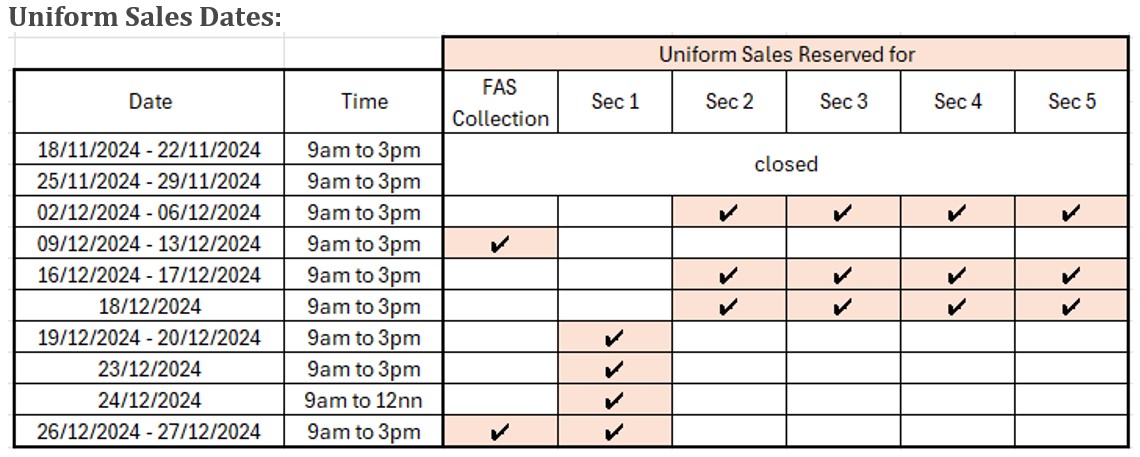 Uniform Sales Dates:
Uniform Sales Reserved for
Date Time FAS Collection Sec 1 Sec 2 Sec 3 Sec 4 Sec 5
18/11/2024 - 22/11/2024 9am to 3pm closed
25/11/2024 - 29/11/2024 9am to 3pm
02/12/2024 - 06/12/2024 9am to 3pm ✔ ✔ ✔ ✔
09/12/2024 - 13/12/2024 9am to 3pm ✔
16/12/2024 - 17/12/2024 9am to 3pm ✔ ✔ ✔ ✔
18/12/2024 9am to 3pm ✔ ✔ ✔ ✔
19/12/2024 - 20/12/2024 9am to 3pm ✔
23/12/2024 9am to 3pm ✔
24/12/2024 9am to 12nn ✔
26/12/2024 - 27/12/2024 9am to 3pm ✔ ✔